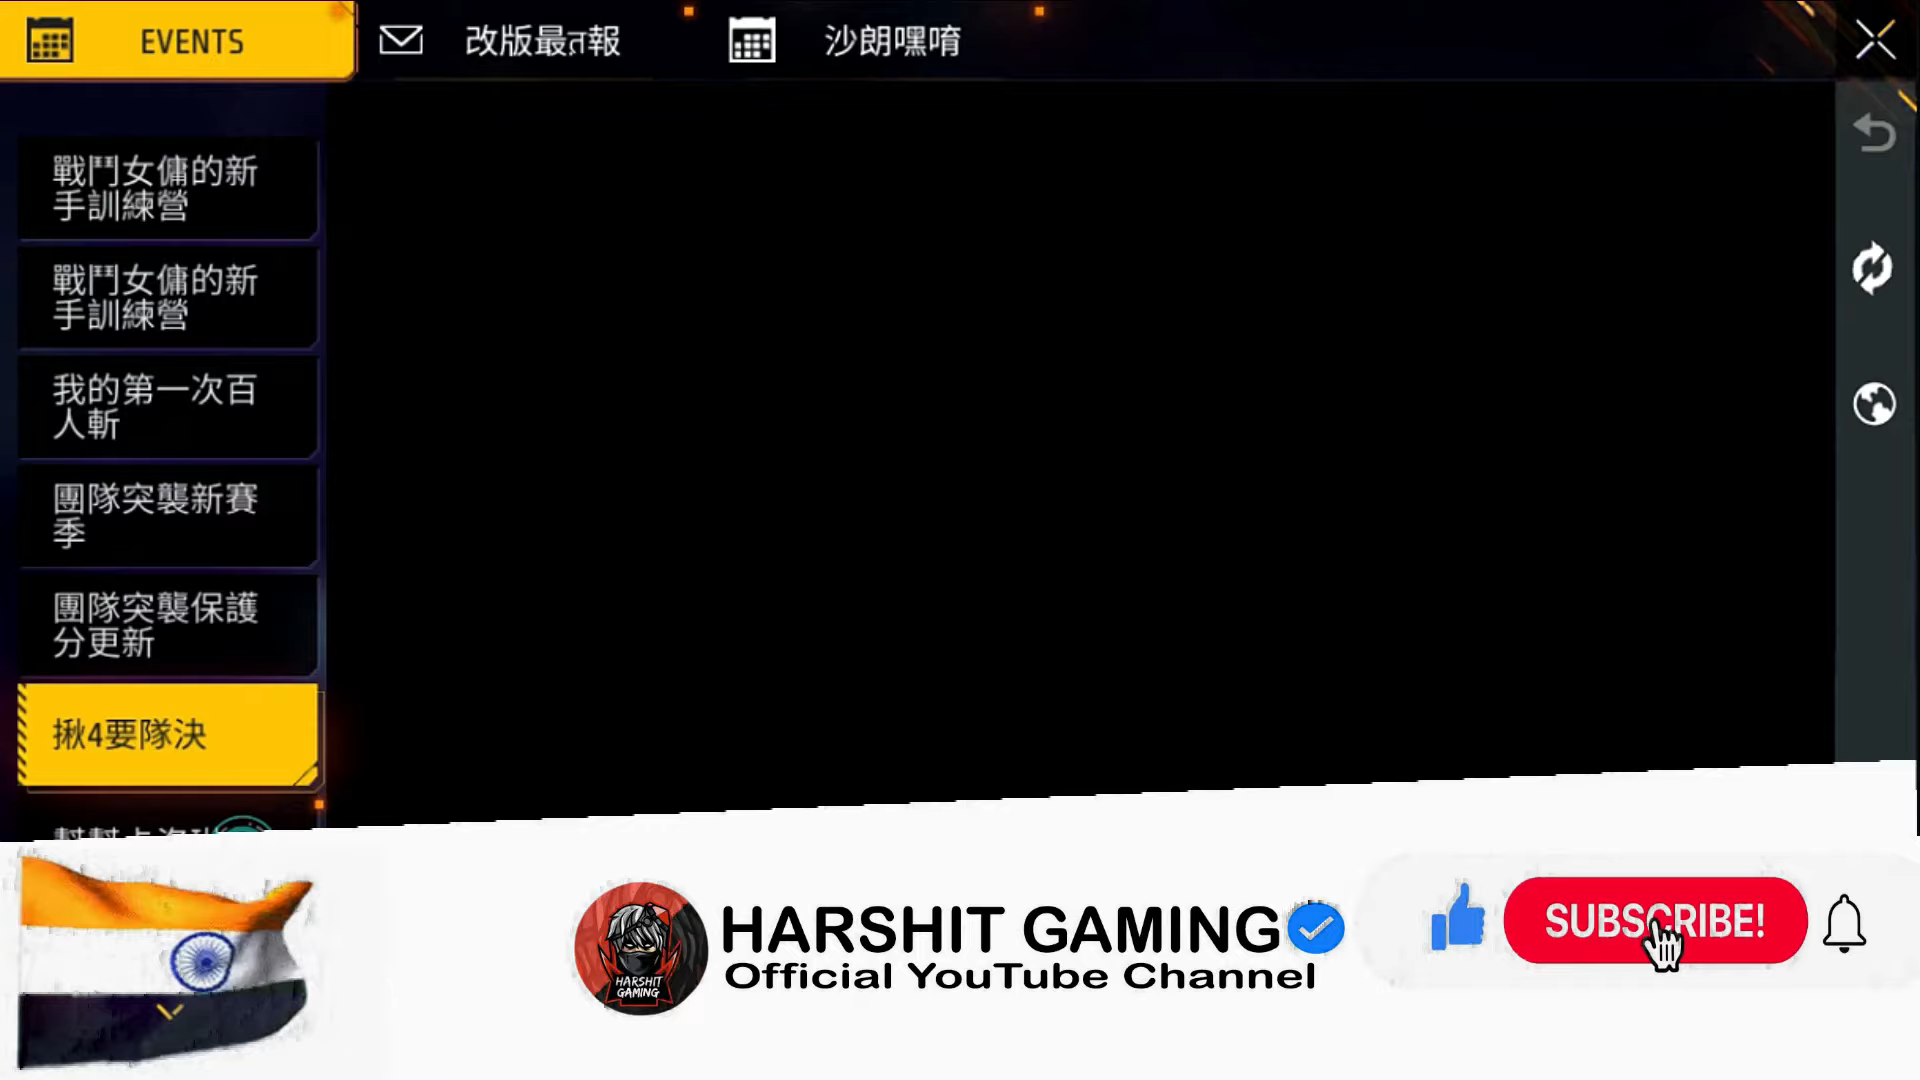 EVENTS
改版最報
沙朗嘿唷
戰鬥女傭的新
手訓練營
戰鬥女傭的新
手訓練營
我的第一次百
人斬
團隊突襲新賽
季
團隊突襲保護
分更新
揪4要隊決
HARSHIT GAMING
Official YouTube Channel
HARSHIT
GAMING
SUBSCRIBE!